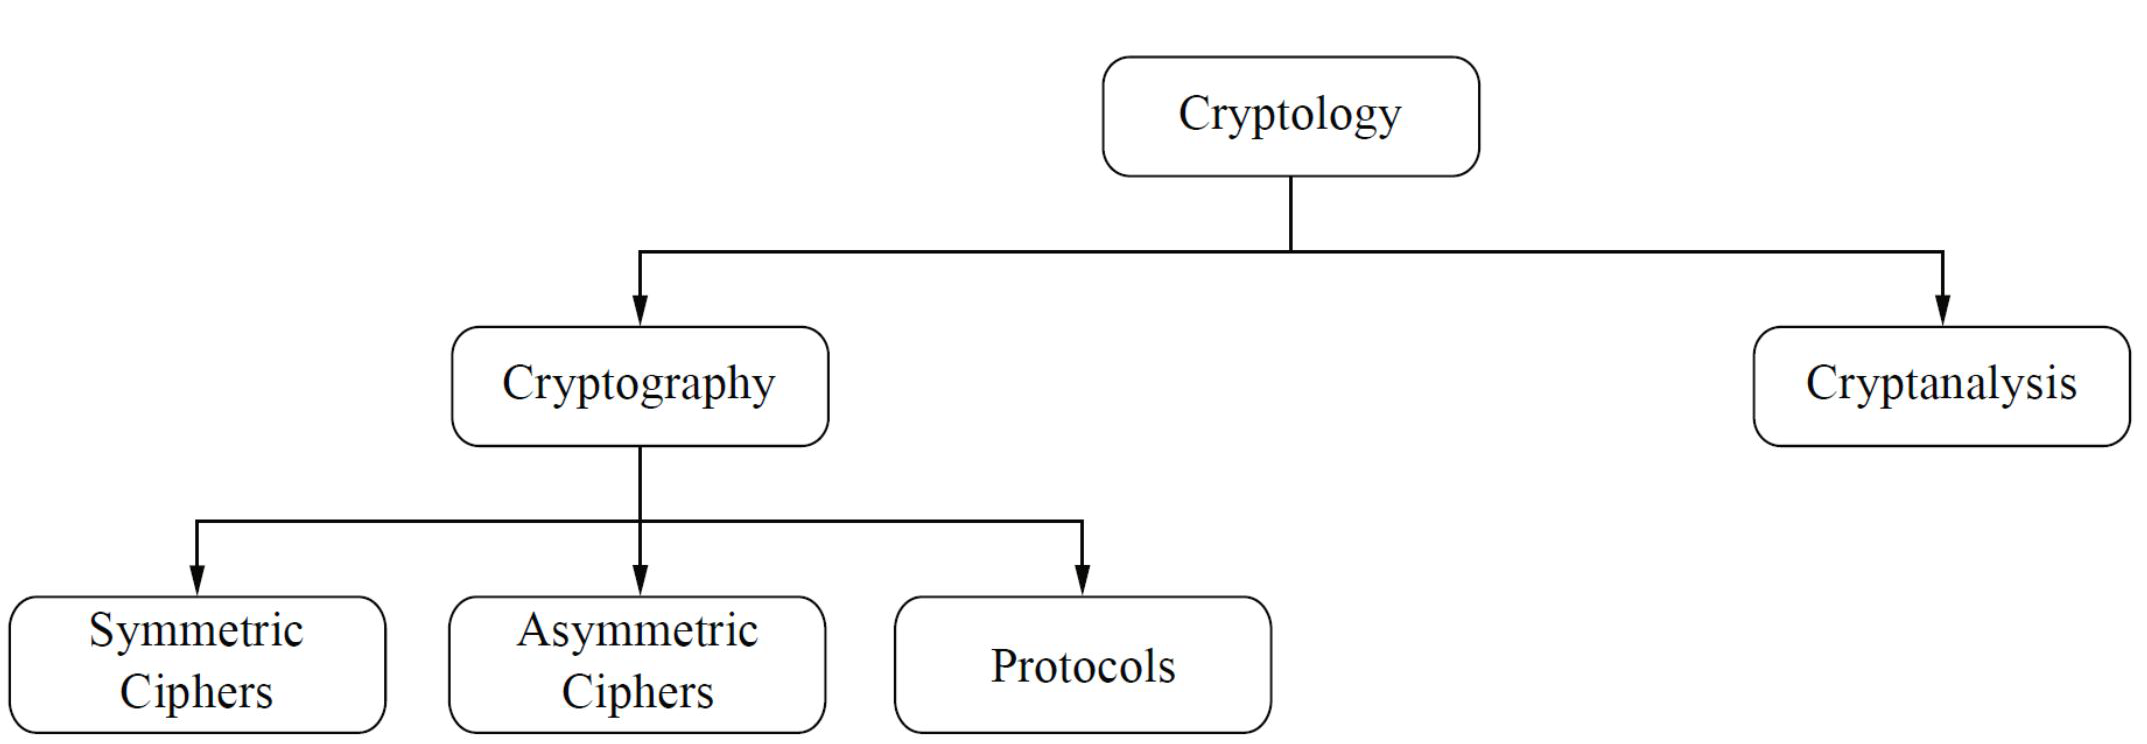 Cryptology
Cryptography
Cryptanalysis
Symmetric
Ciphers
Asymmetric
Ciphers
Protocols